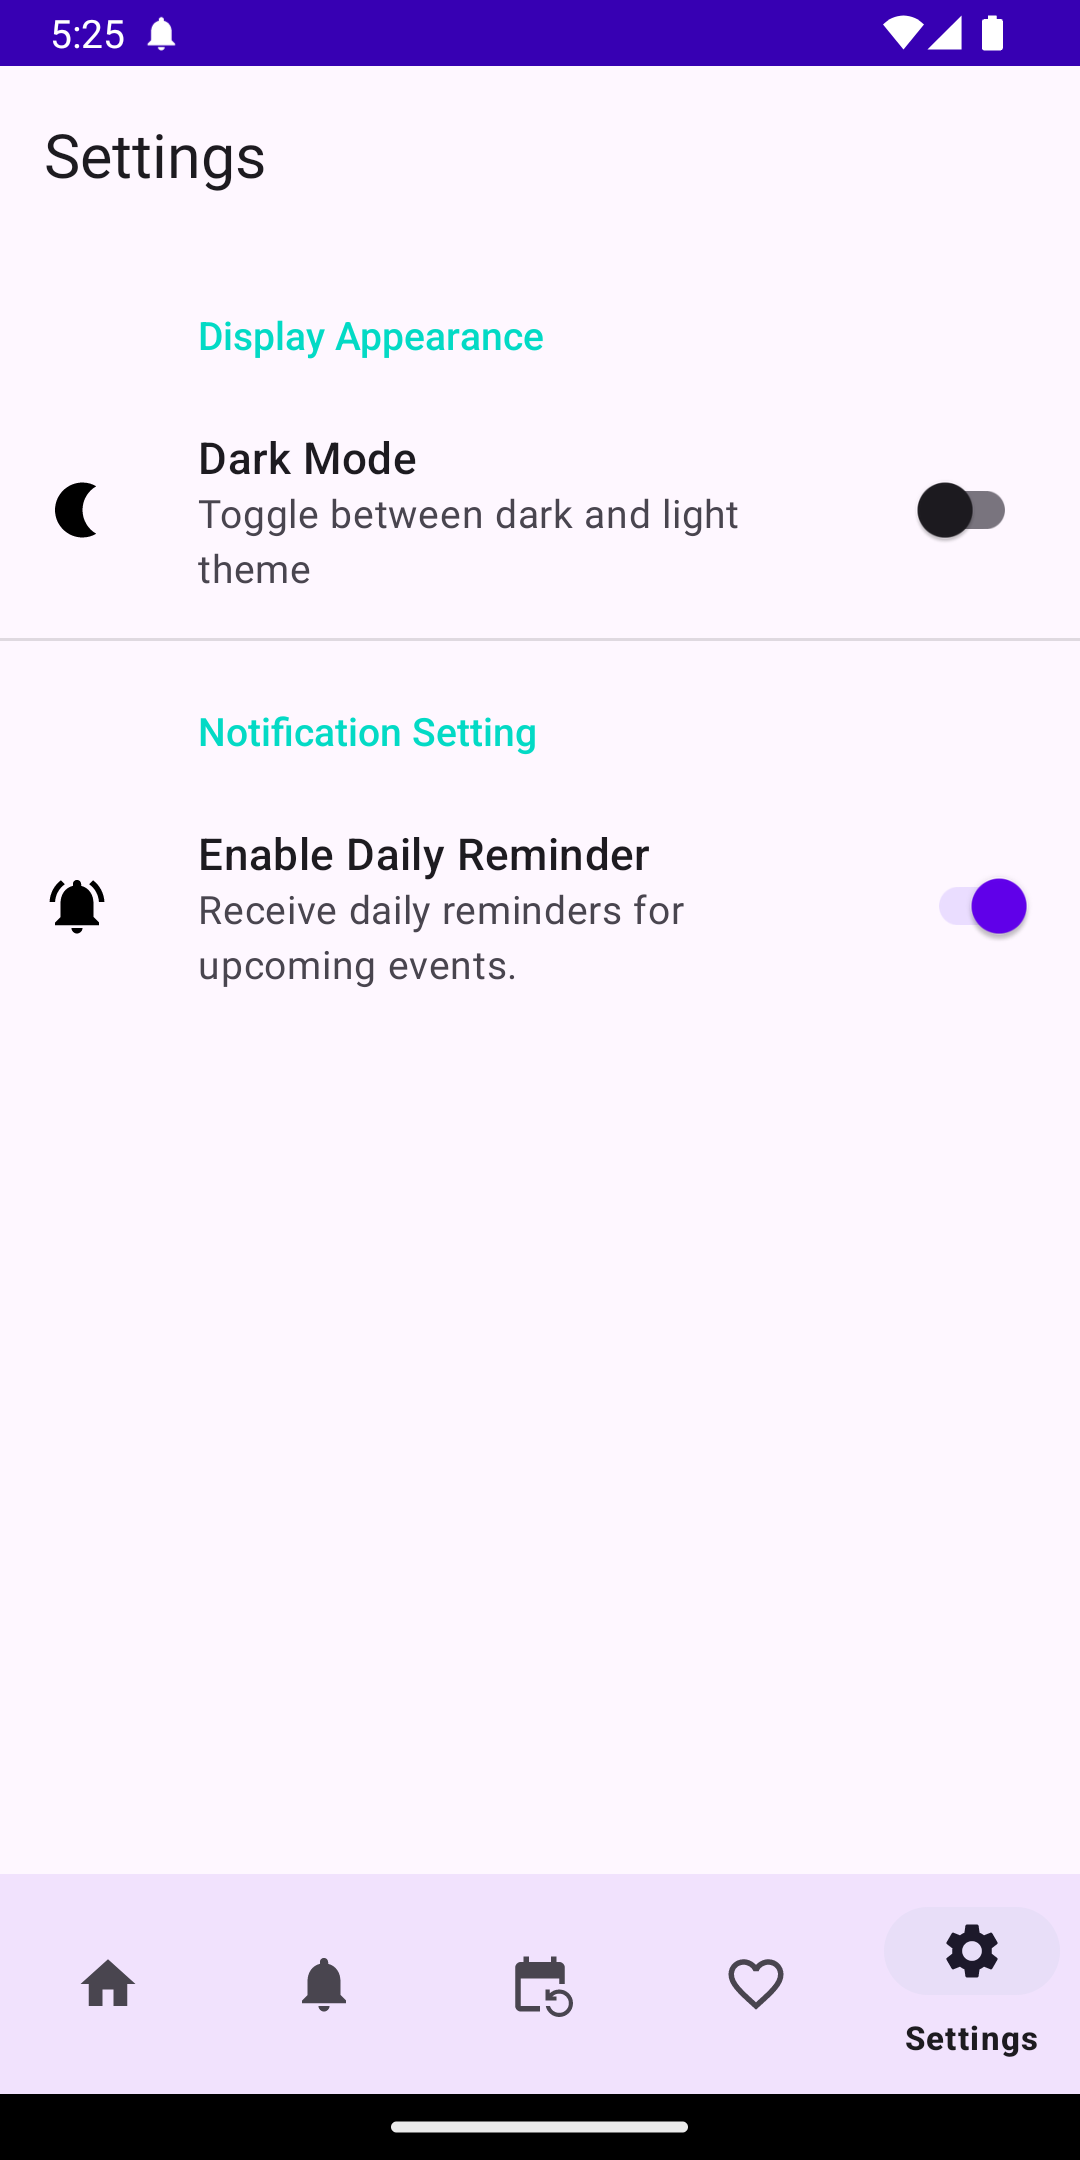 5:25
Settings
Display Appearance
Dark Mode
Toggle between dark and light
theme
Notification Setting
Enable Daily Reminder
Receive daily reminders for
upcoming events.
Settings